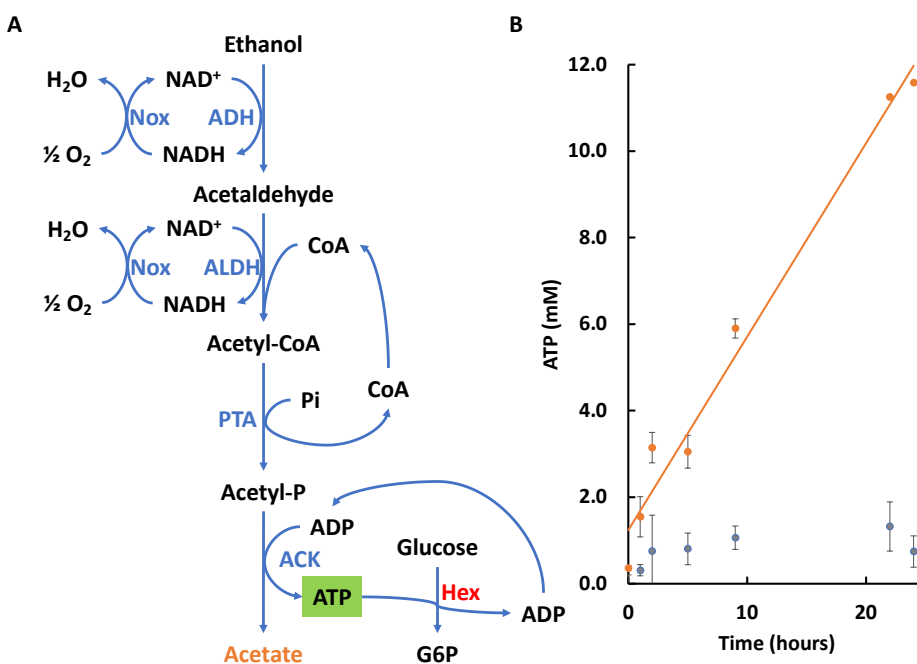 A
Ethanol
H₂O
NAD⁺
Nox
ADH
½ O₂
NADH
Acetaldehyde
H₂O
NAD⁺
CoA
Nox
ALDH
½ O₂
NADH
Acetyl-CoA
CoA
Pi
PTA
Acetyl-P
ADP
Glucose
ACK
Hex
ATP
ADP
Acetate
G6P
B
12.0
10.0
8.0
6.0
4.0
2.0
0.0
ATP (mM)
0
10
20
Time (hours)